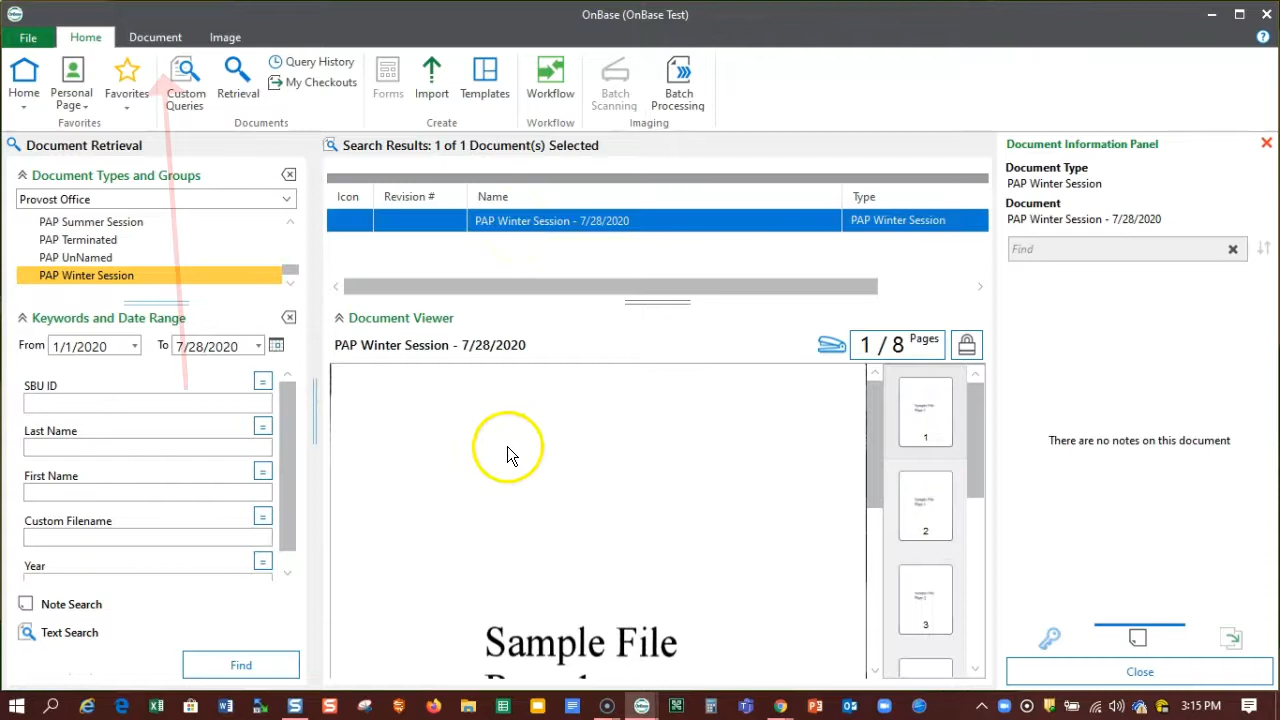 OnBase (OnBase Test)
File
Home
Document
Image
Home
Personal Page
Favorites
Custom Queries
Retrieval
Query History
My Checkouts
Forms
Import
Templates
Workflow
Batch Scanning
Batch Processing
Favorites
Documents
Create
Workflow
Imaging
Document Retrieval
Document Types and Groups
Provost Office
PAP Summer Session
PAP Terminated
PAP UnNamed
PAP Winter Session
Keywords and Date Range
From 1/1/2020 To 7/28/2020
SBU ID
=
Last Name
=
First Name
=
Custom Filename
=
Year
=
Note Search
Text Search
Find
Search Results: 1 of 1 Document(s) Selected
Icon Revision # Name Type
PAP Winter Session - 7/28/2020 PAP Winter Session
Document Viewer
PAP Winter Session - 7/28/2020
1 / 8 Pages
Sample File
Sample File
1
Sample File
2
Sample File
3
Document Information Panel
Document Type
PAP Winter Session
Document
PAP Winter Session - 7/28/2020
Find
There are no notes on this document
Close
3:15 PM